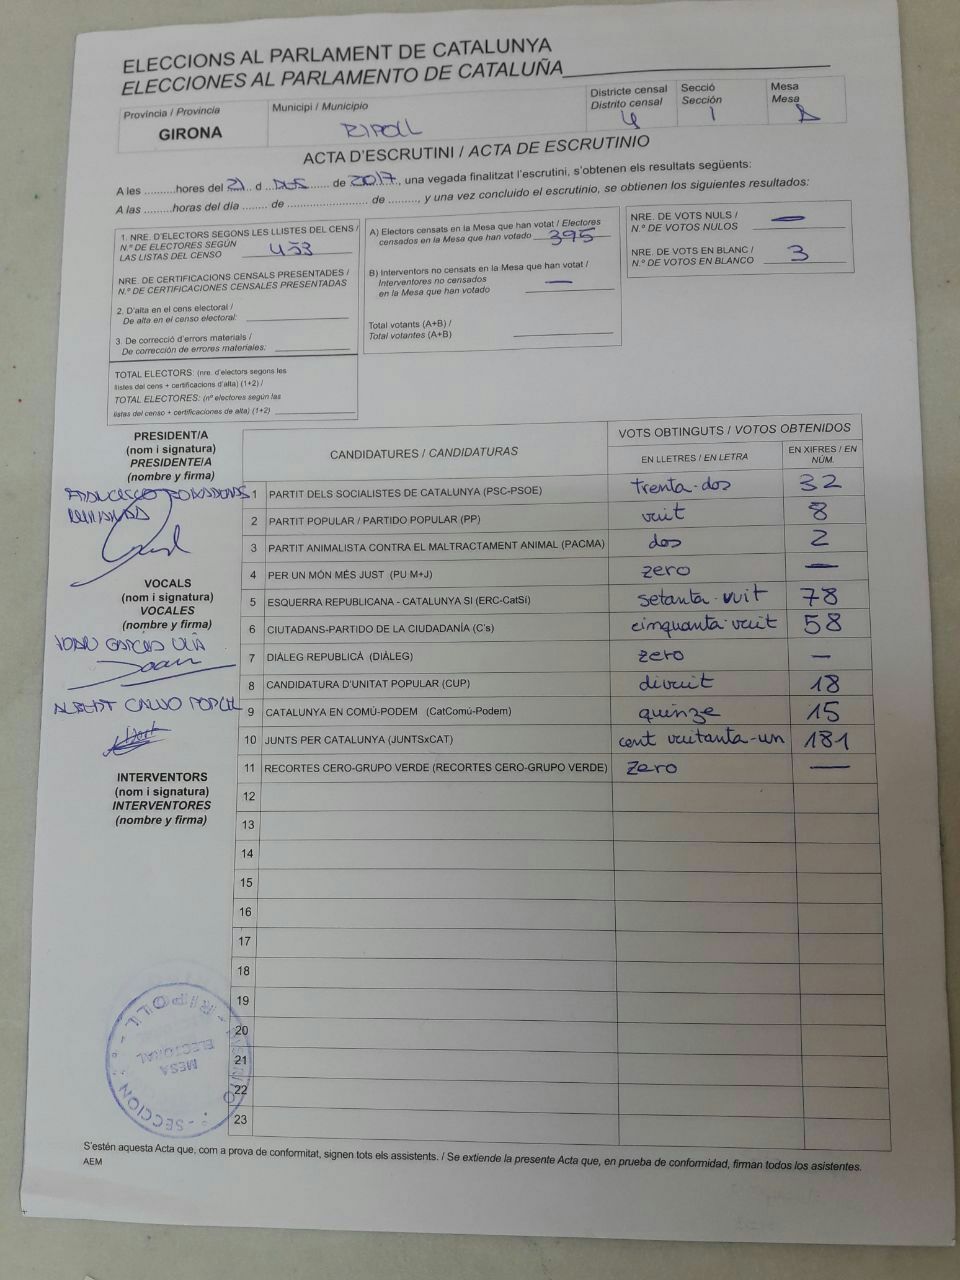 ELECCIONS AL PARLAMENT DE CATALUNYA
ELECCIONES AL PARLAMENTO DE CATALUÑA
Província / Provincia
GIRONA
Municipi / Municipio
RIPOLL
Districte censal
Distrito censal
4
Secció
Sección
1
Mesa
Mesa
A
ACTA D'ESCRUTINI / ACTA DE ESCRUTINIO
A les ..........hores del 21.. d ...DES...... de 2017, una vegada finalitzat l'escrutini, s'obtenen els resultats següents:
A las .........horas del día ........ de .......................... de ........., y una vez concluido el escrutinio, se obtienen los siguientes resultados:
1. NRE. D'ELECTORS SEGONS LES LLISTES DEL CENS /
N.º DE ELECTORES SEGÚN
LAS LISTAS DEL CENSO 453
NRE. DE CERTIFICACIONS CENSALS PRESENTADES /
N.º DE CERTIFICACIONES CENSALES PRESENTADAS
2. D'alta en el cens electoral /
De alta en el censo electoral:
3. De correcció d'errors materials /
De corrección de errores materiales:
TOTAL ELECTORS: (nre. d'electors segons les
llistes del cens + certificacions d'alta) (1+2) /
TOTAL ELECTORES: (nº electores según las
listas del censo + certificaciones de alta) (1+2)
A) Electors censats en la Mesa que han votat / Electores
censados en la Mesa que han votado 395
B) Interventors no censats en la Mesa que han votat /
Interventores no censados
en la Mesa que han votado —
Total votants (A+B) /
Total votantes (A+B)
NRE. DE VOTS NULS /
N.º DE VOTOS NULOS —
NRE. DE VOTS EN BLANC /
N.º DE VOTOS EN BLANCO 3
PRESIDENT/A
(nom i signatura)
PRESIDENTE/A
(nombre y firma)
VOCALS
(nom i signatura)
VOCALES
(nombre y firma)
JOAN GARCÍA
Joan
ALBERT CALVO
INTERVENTORS
(nom i signatura)
INTERVENTORES
(nombre y firma)
CANDIDATURES / CANDIDATURAS
VOTS OBTINGUTS / VOTOS OBTENIDOS
EN LLETRES / EN LETRA
EN XIFRES / EN NÚM.
1 PARTIT DELS SOCIALISTES DE CATALUNYA (PSC-PSOE) trenta-dos 32
2 PARTIT POPULAR / PARTIDO POPULAR (PP) vuit 8
3 PARTIT ANIMALISTA CONTRA EL MALTRACTAMENT ANIMAL (PACMA) dos 2
4 PER UN MÓN MÉS JUST (PU M+J) zero —
5 ESQUERRA REPUBLICANA - CATALUNYA SI (ERC-CatSí) setanta-vuit 78
6 CIUTADANS-PARTIDO DE LA CIUDADANÍA (C's) cinquanta-vuit 58
7 DIÀLEG REPUBLICÀ (DIÀLEG) zero —
8 CANDIDATURA D'UNITAT POPULAR (CUP) divuit 18
9 CATALUNYA EN COMÚ-PODEM (CatComú-Podem) quinze 15
10 JUNTS PER CATALUNYA (JUNTSxCAT) cent vuitanta-un 181
11 RECORTES CERO-GRUPO VERDE (RECORTES CERO-GRUPO VERDE) zero —
12
13
14
15
16
17
18
19
20
21
22
23
RIPOLL
MESA
ELECTORAL
DISTRITO
SECCION
S'estén aquesta Acta que, com a prova de conformitat, signen tots els assistents. / Se extiende la presente Acta que, en prueba de conformidad, firman todos los asistentes.
AEM